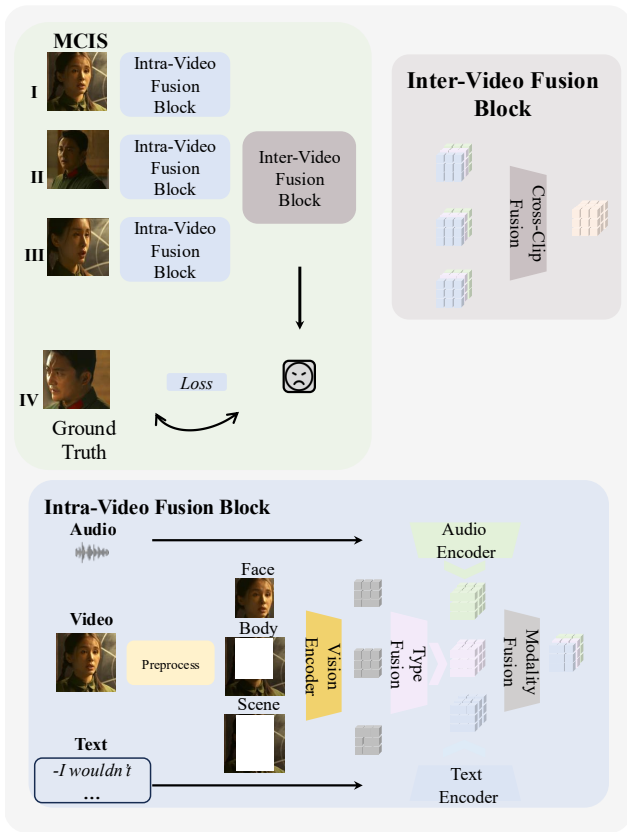 MCIS
I
Intra-Video
Fusion
Block
II
Intra-Video
Fusion
Block
III
Intra-Video
Fusion
Block
Inter-Video
Fusion
Block
IV
Ground
Truth
Loss
Inter-Video Fusion
Block
Cross-Clip
Fusion
Intra-Video Fusion Block
Audio
Audio
Encoder
Video
Preprocess
Face
Body
Scene
Vision
Encoder
Type
Fusion
Modality
Fusion
Text
-I wouldn't
...
Text
Encoder